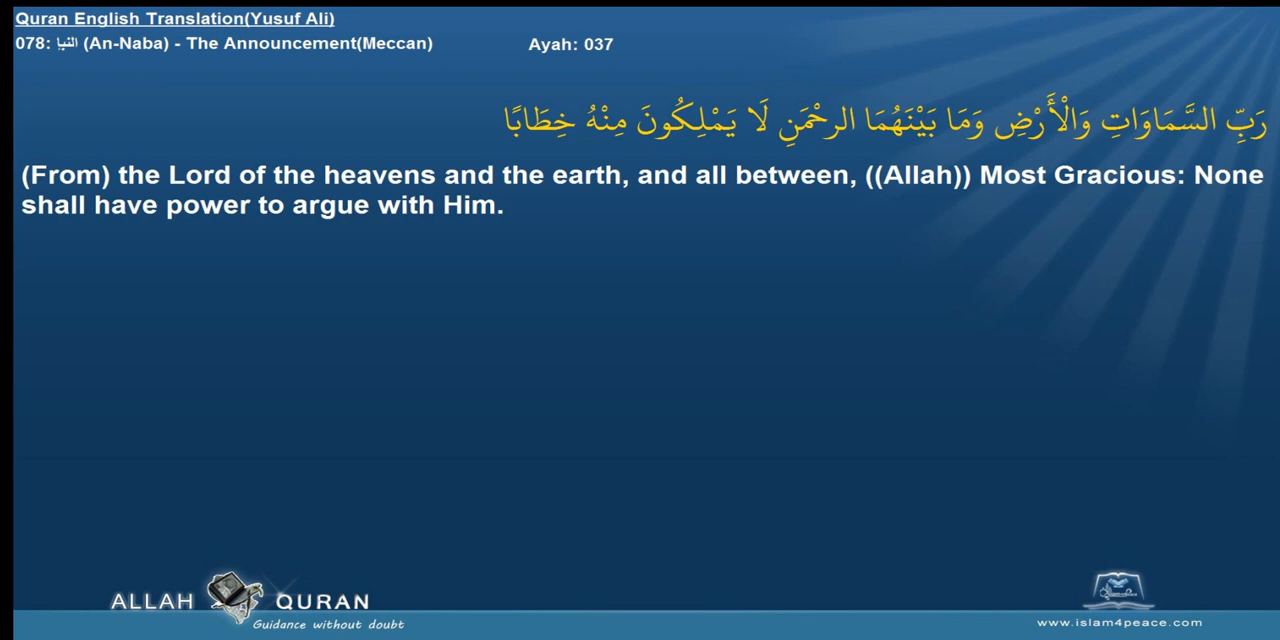 Quran English Translation(Yusuf Ali)
078: النبإ (An-Naba) - The Announcement(Meccan) Ayah: 037
رَبِّ السَّمَاوَاتِ وَالْأَرْضِ وَمَا بَيْنَهُمَا الرحْمَنِ لَا يَمْلِكُونَ مِنْهُ خِطَابًا
(From) the Lord of the heavens and the earth, and all between, ((Allah)) Most Gracious: None
shall have power to argue with Him.
ALLAH QURAN
Guidance without doubt
www.islam4peace.com